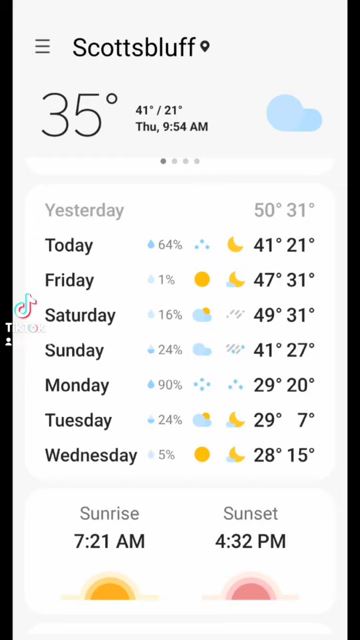 Scottsbluff
35°
41° / 21°
Thu, 9:54 AM
Yesterday 50° 31°
Today 64% 41° 21°
Friday 1% 47° 31°
Saturday 16% 49° 31°
Sunday 24% 41° 27°
Monday 90% 29° 20°
Tuesday 24% 29° 7°
Wednesday 5% 28° 15°
Sunrise Sunset
7:21 AM 4:32 PM
TikTok